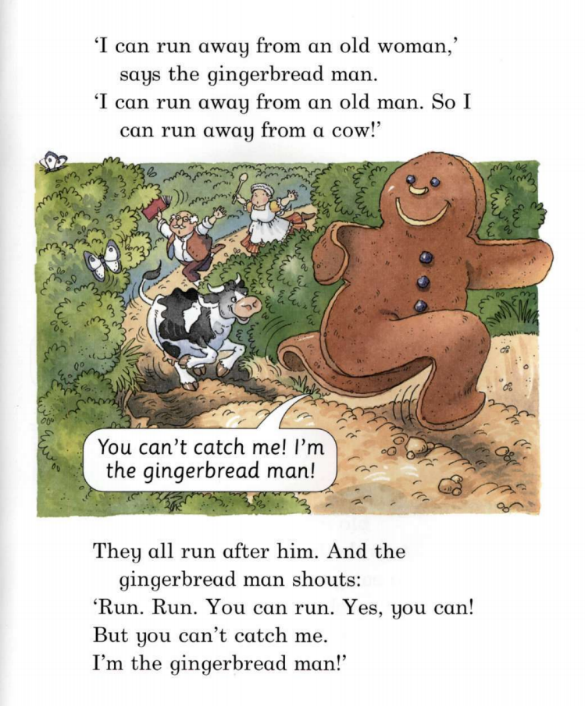 ‘I can run away from an old woman,’
says the gingerbread man.
‘I can run away from an old man. So I
can run away from a cow!’
You can’t catch me! I’m
the gingerbread man!
They all run after him. And the
gingerbread man shouts:
‘Run. Run. You can run. Yes, you can!
But you can’t catch me.
I’m the gingerbread man!’